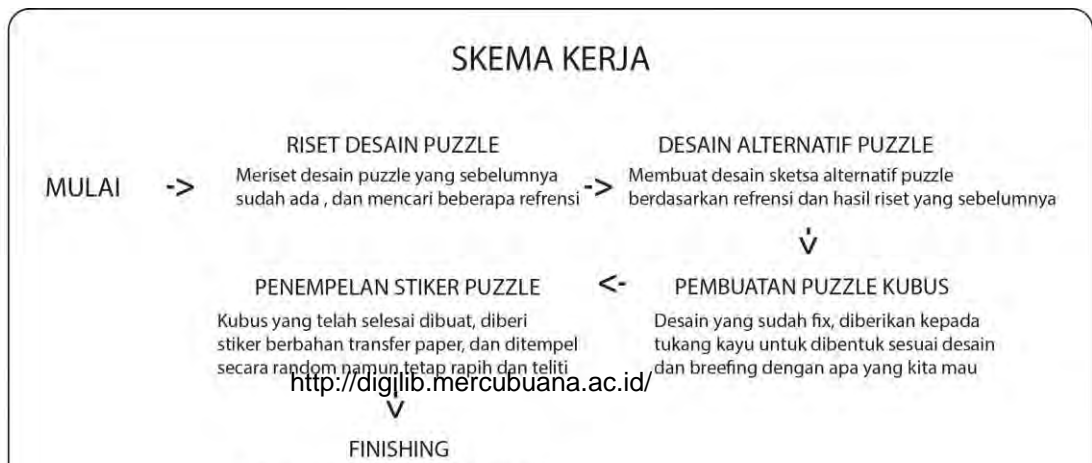 SKEMA KERJA
MULAI
->
RISET DESAIN PUZZLE
Meriset desain puzzle yang sebelumnya
sudah ada , dan mencari beberapa refrensi
->
DESAIN ALTERNATIF PUZZLE
Membuat desain sketsa alternatif puzzle
berdasarkan refrensi dan hasil riset yang sebelumnya
->
PEMBUATAN PUZZLE KUBUS
Desain yang sudah fix, diberikan kepada
tukang kayu untuk dibentuk sesuai desain
dan breefing dengan apa yang kita mau
<-
PENEMPELAN STIKER PUZZLE
Kubus yang telah selesai dibuat, diberi
stiker berbahan transfer paper, dan ditempel
secara random namun tetap rapih dan teliti
http://digilib.mercubuana.ac.id/
->
FINISHING